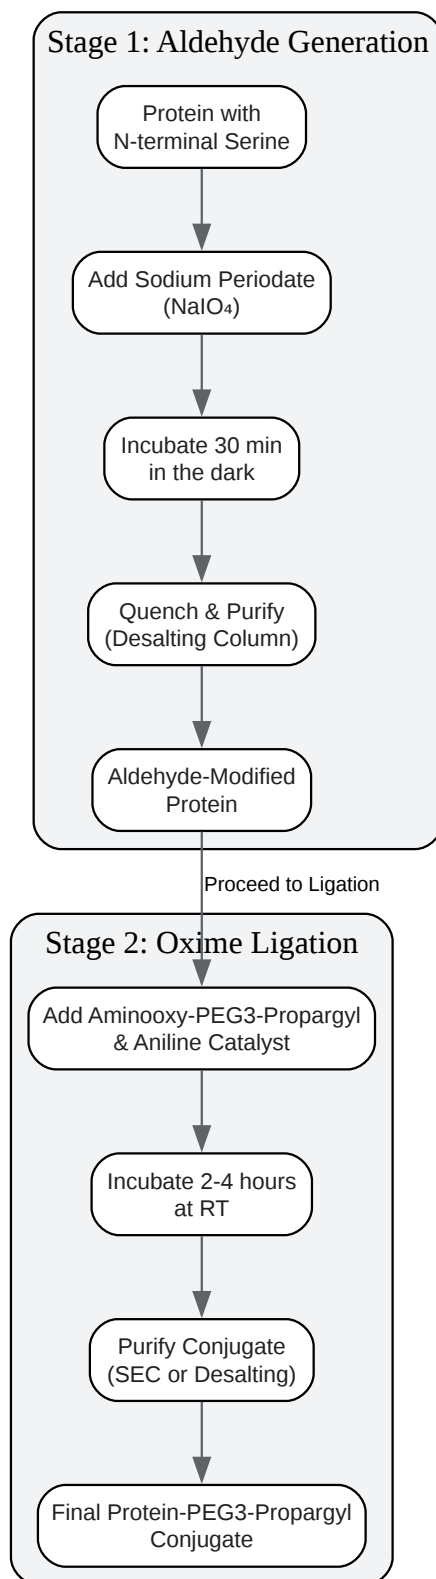 Stage 1: Aldehyde Generation
Protein with
N-terminal Serine
Add Sodium Periodate
(NaIO₄)
Incubate 30 min
in the dark
Quench & Purify
(Desalting Column)
Aldehyde-Modified
Protein
Proceed to Ligation
Stage 2: Oxime Ligation
Add Aminooxy-PEG3-Propargyl
& Aniline Catalyst
Incubate 2-4 hours
at RT
Purify Conjugate
(SEC or Desalting)
Final Protein-PEG3-Propargyl
Conjugate